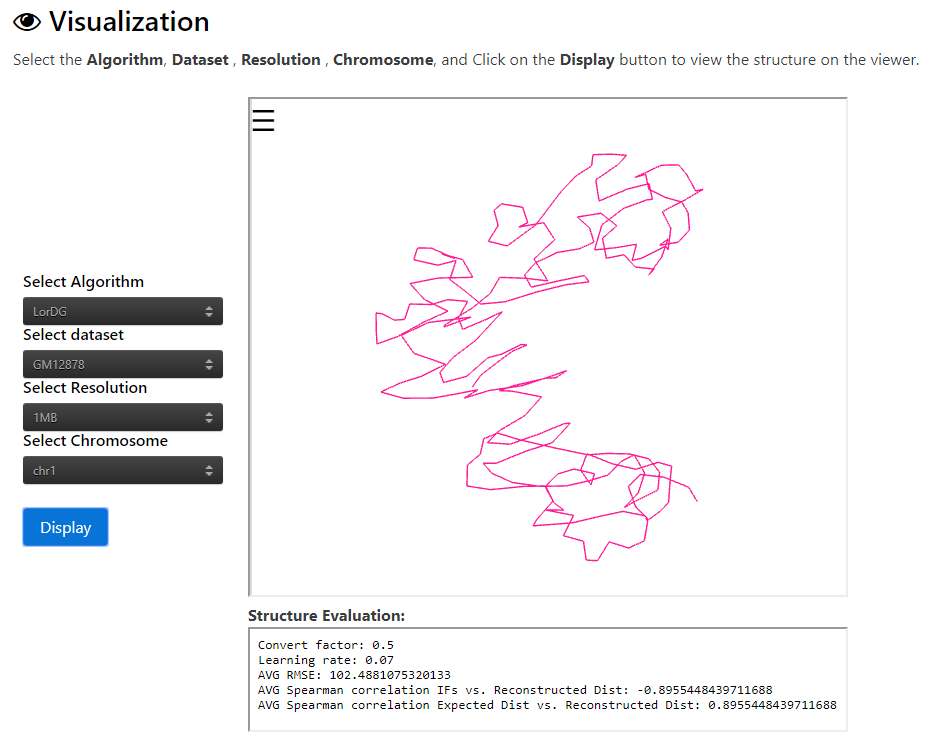 Visualization
Select the Algorithm, Dataset , Resolution , Chromosome, and Click on the Display button to view the structure on the viewer.
Select Algorithm
LorDG
Select dataset
GM12878
Select Resolution
1MB
Select Chromosome
chr1
Display
Structure Evaluation:
Convert factor: 0.5
Learning rate: 0.07
AVG RMSE: 102.4881075320133
AVG Spearman correlation IFs vs. Reconstructed Dist: -0.8955448439711688
AVG Spearman correlation Expected Dist vs. Reconstructed Dist: 0.8955448439711688